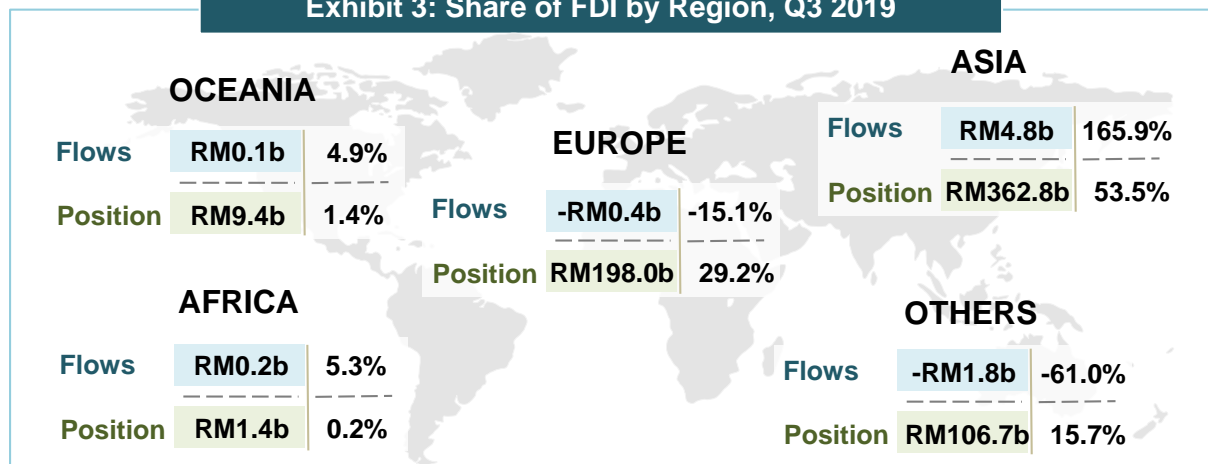 Exhibit 3: Share of FDI by Region, Q3 2019
OCEANIA
Flows RM0.1b 4.9%
Position RM9.4b 1.4%
EUROPE
Flows -RM0.4b -15.1%
Position RM198.0b 29.2%
ASIA
Flows RM4.8b 165.9%
Position RM362.8b 53.5%
AFRICA
Flows RM0.2b 5.3%
Position RM1.4b 0.2%
OTHERS
Flows -RM1.8b -61.0%
Position RM106.7b 15.7%